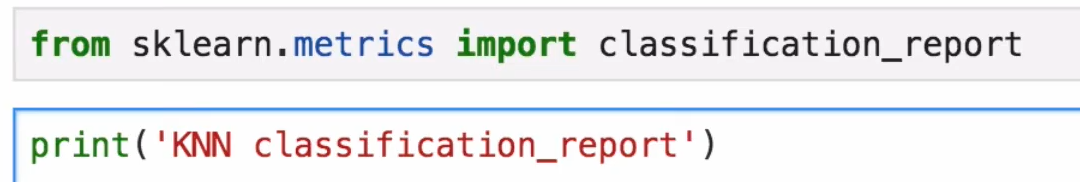 from sklearn.metrics import classification_report
print('KNN classification_report')